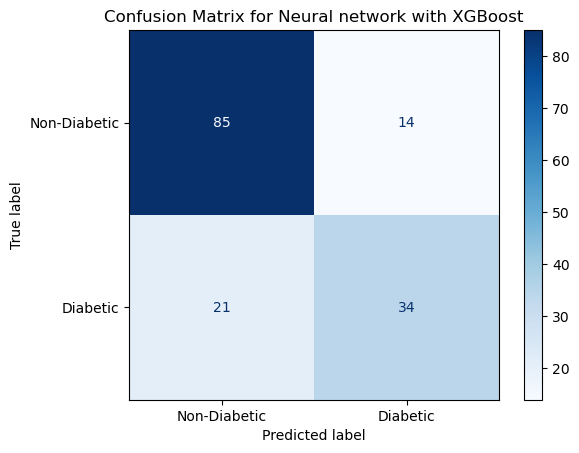 Confusion Matrix for Neural network with XGBoost
Non-Diabetic
85
14
Diabetic
21
34
True label
Non-Diabetic
Diabetic
Predicted label
80
70
60
50
40
30
20